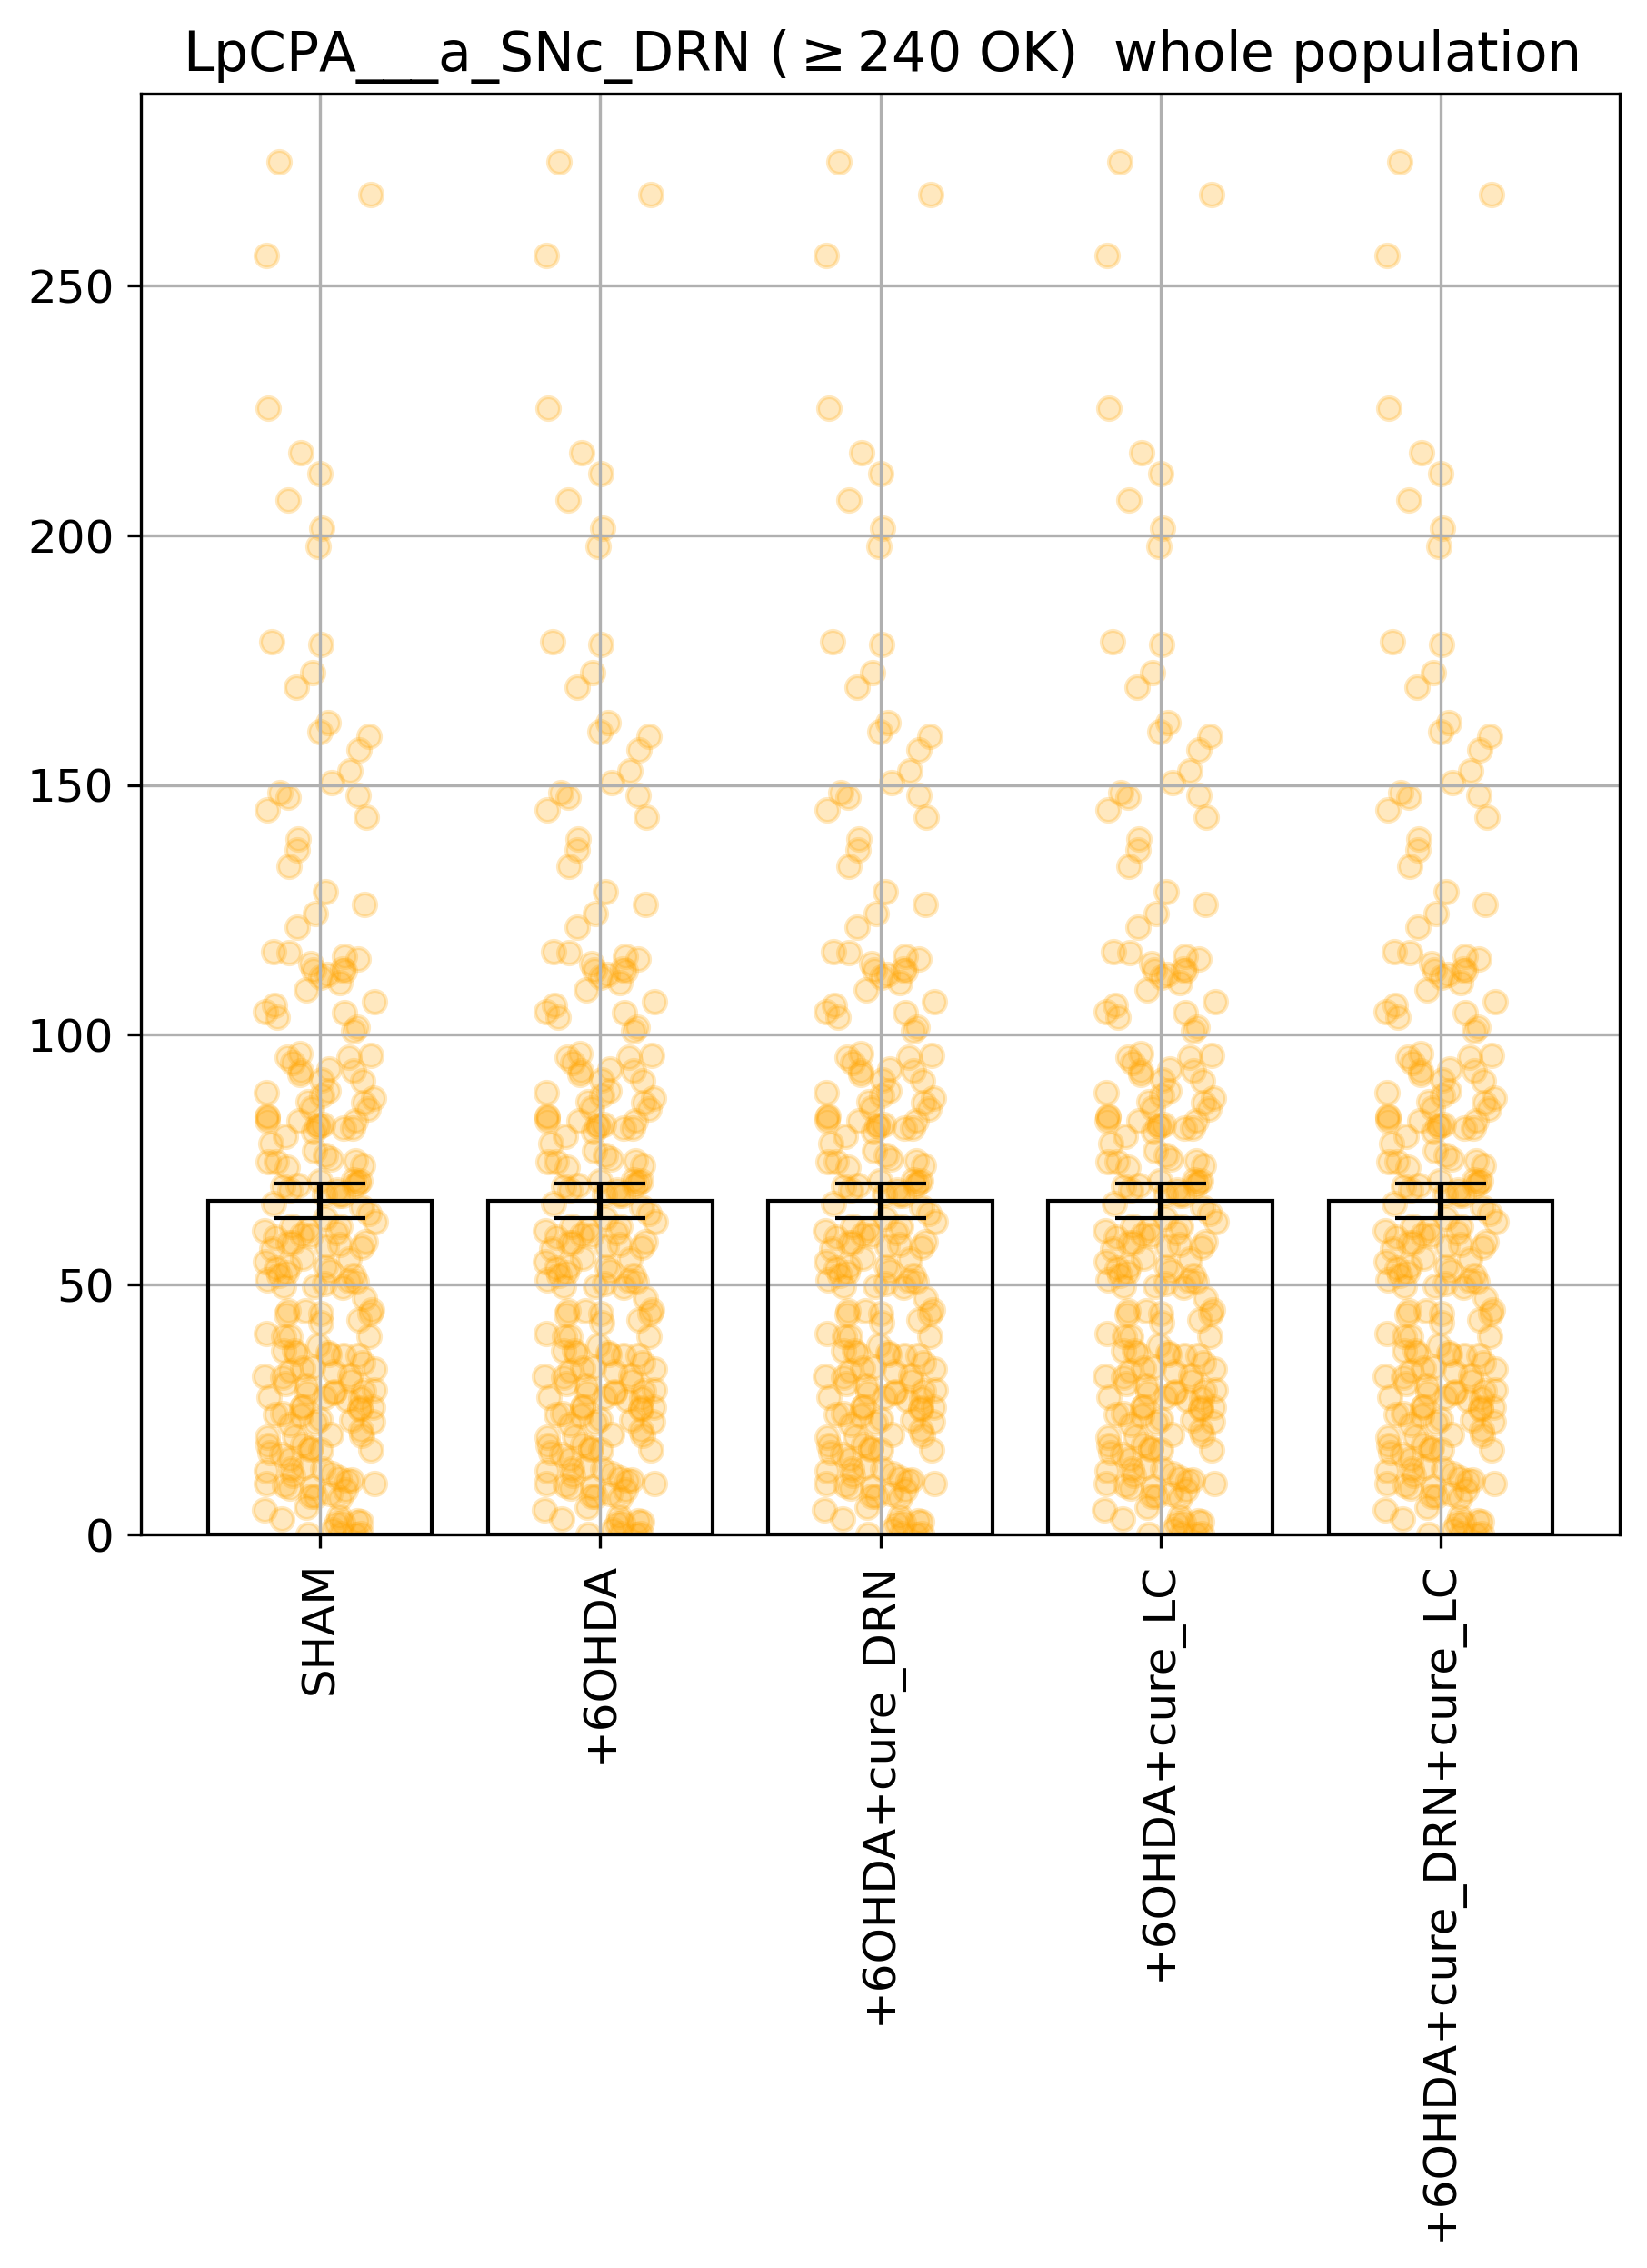 LpCPA___a_SNc_DRN (≥240 OK)  whole population
250
200
150
100
50
0
SHAM
+6OHDA
+6OHDA+cure_DRN
+6OHDA+cure_LC
+6OHDA+cure_DRN+cure_LC